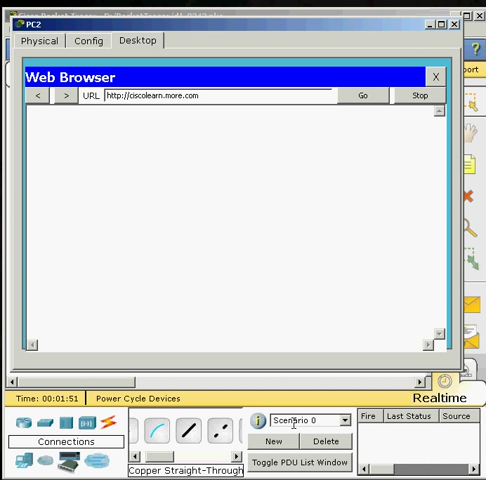 PC2
Physical Config Desktop
Web Browser X
< > URL http://ciscolearn.more.com Go Stop
Time: 00:01:51 Power Cycle Devices Realtime
Scenario 0
Fire Last Status Source
Connections
New Delete
Toggle PDU List Window
Copper Straight-Through
?
port